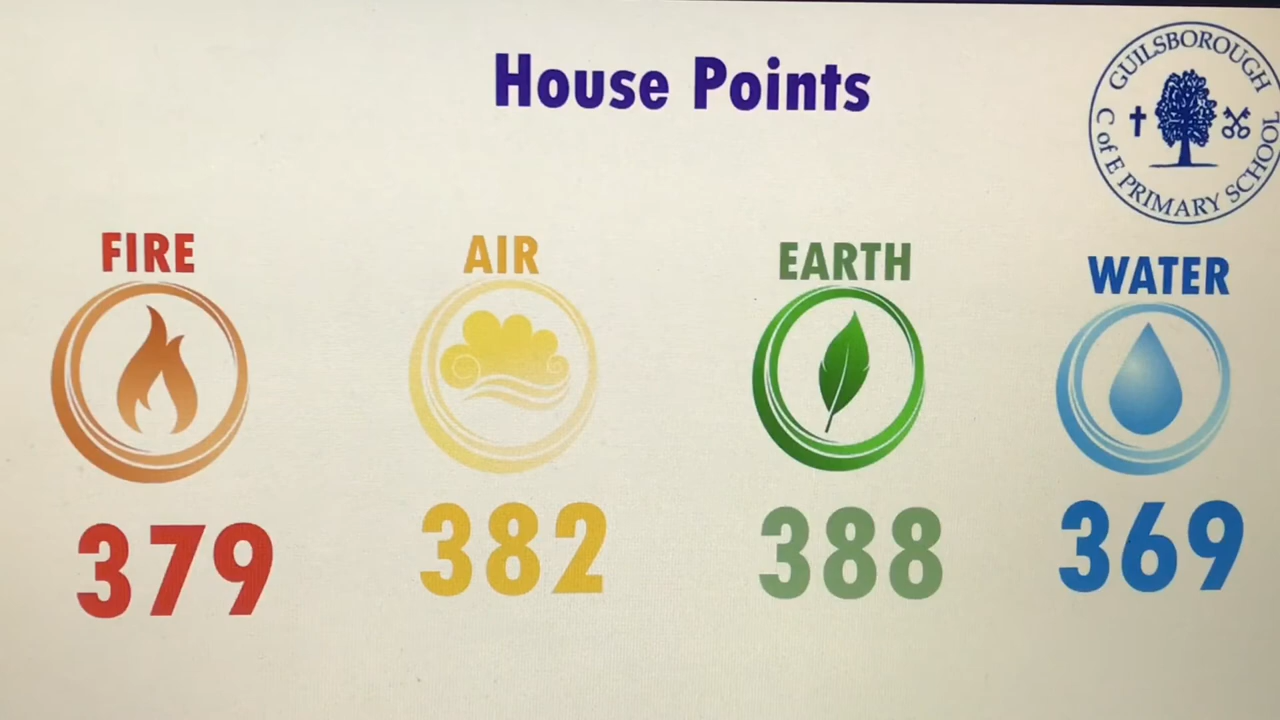 House Points
GUILSBOROUGH
C of E PRIMARY SCHOOL
FIRE
AIR
EARTH
WATER
379
382
388
369